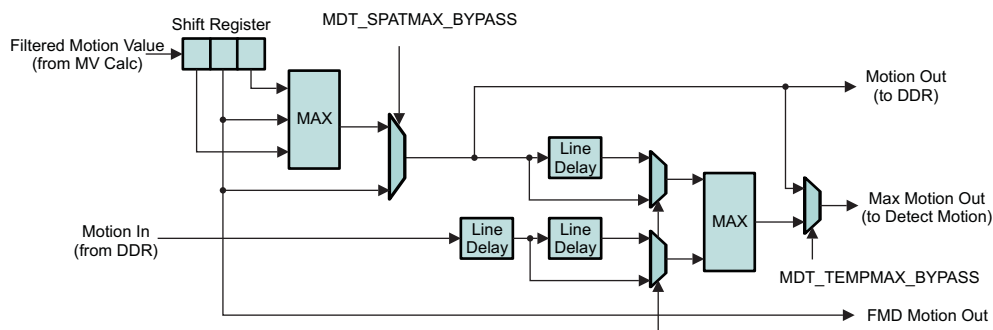 MDT_SPATMAX_BYPASS
Shift Register
Filtered Motion Value
(from MV Calc)
Motion Out
(to DDR)
MAX
Line
Delay
MAX
Max Motion Out
(to Detect Motion)
Motion In
(from DDR)
Line
Delay
Line
Delay
MDT_TEMPMAX_BYPASS
FMD Motion Out